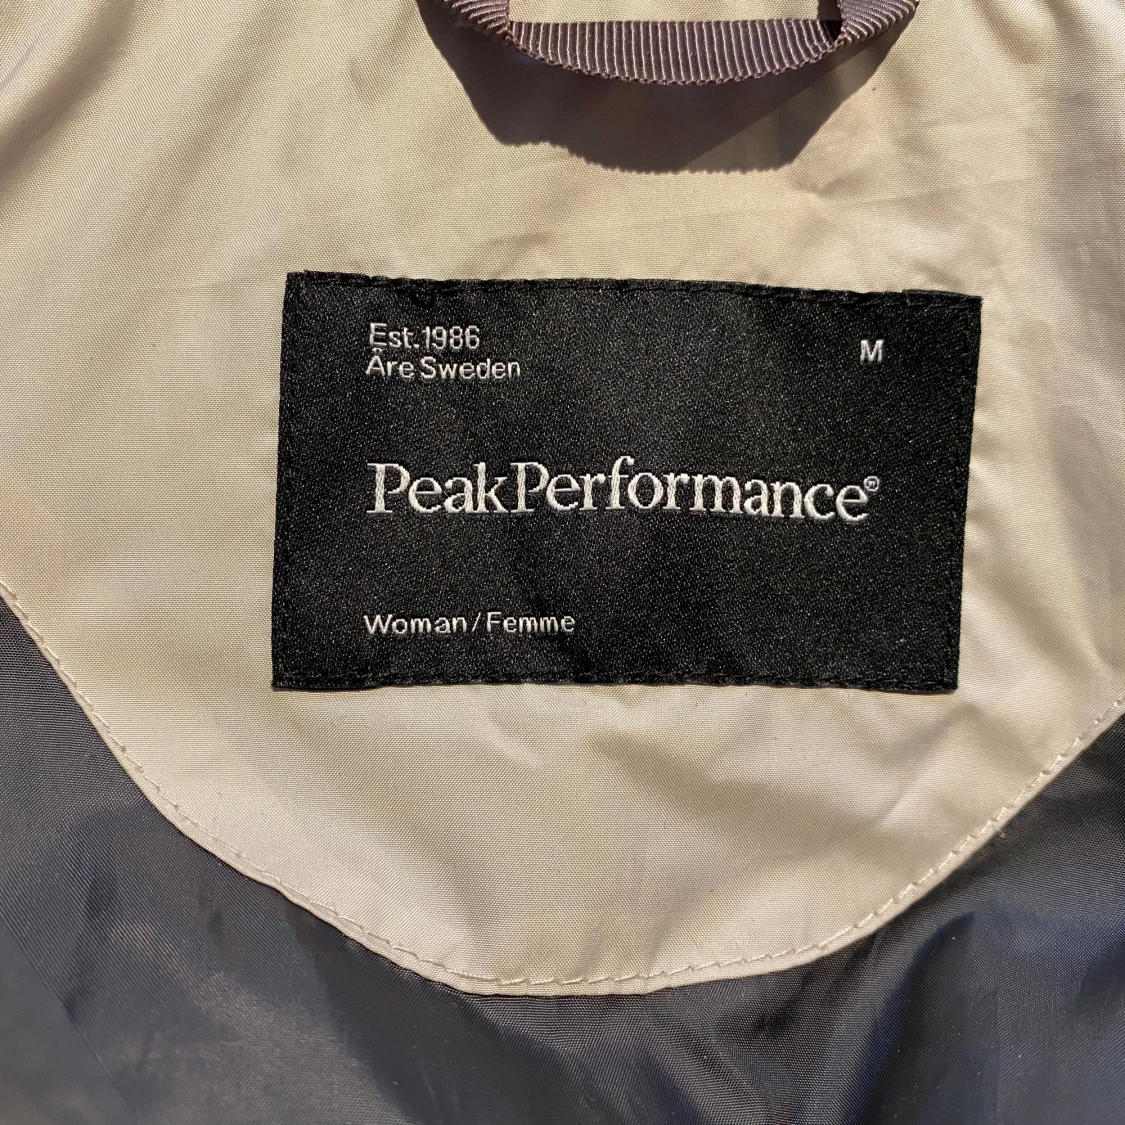 Est.1986
Åre Sweden
M
PeakPerformance®
Woman/Femme